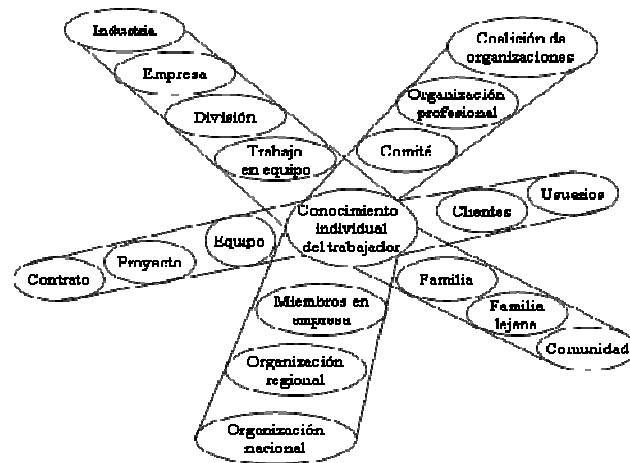 Industria
Empresa
División
Trabajo
en equipo
Coalición de
organizaciones
Organización
profesional
Comité
Conocimiento
individual
del trabajador
Clientes
Usuarios
Equipo
Proyecto
Contrato
Familia
Familia
lejana
Comunidad
Miembros en
empresa
Organización
regional
Organización
nacional